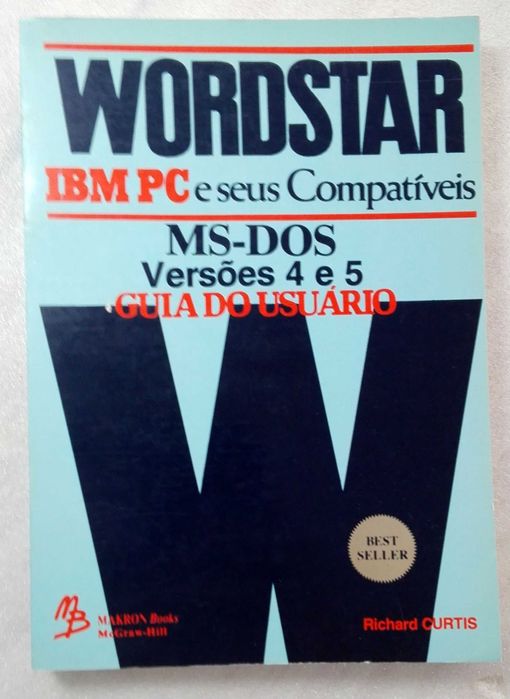 WORDSTAR
IBM PC e seus Compatíveis
MS-DOS
Versões 4 e 5
GUIA DO USUÁRIO
W
BEST
SELLER
MB
MAKRON Books
McGraw-Hill
Richard CURTIS